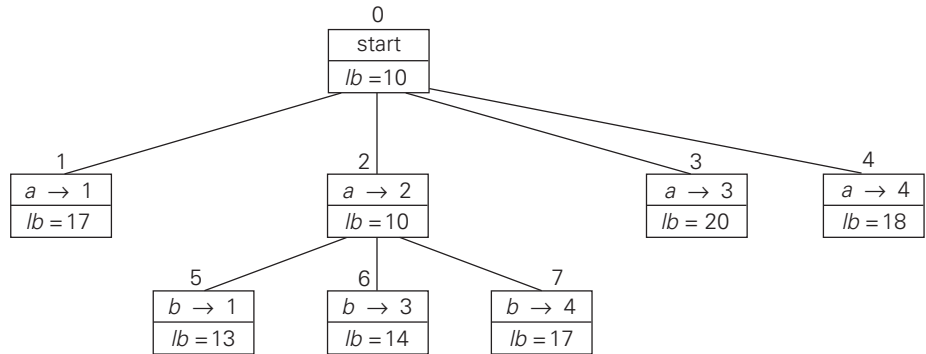 0
start
lb =10
1
2
3
4
a → 1
a → 2
a → 3
a → 4
lb =17
lb =10
lb = 20
lb =18
5
6
7
b → 1
b → 3
b → 4
lb =13
lb =14
lb =17